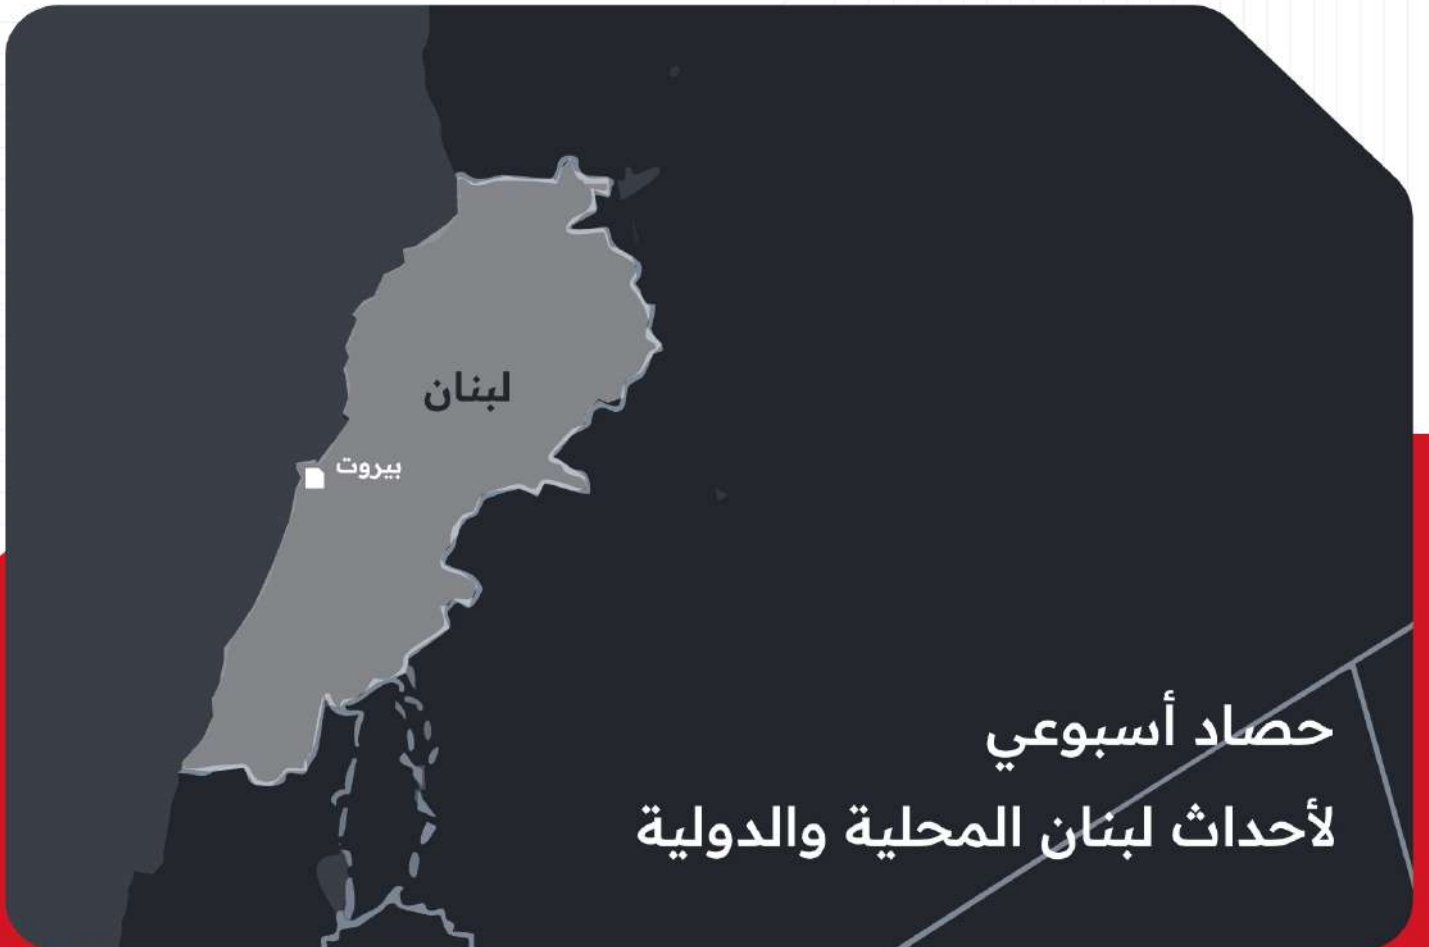 لبنان
بيروت
حصاد أسبوعي
لأحداث لبنان المحلية والدولية